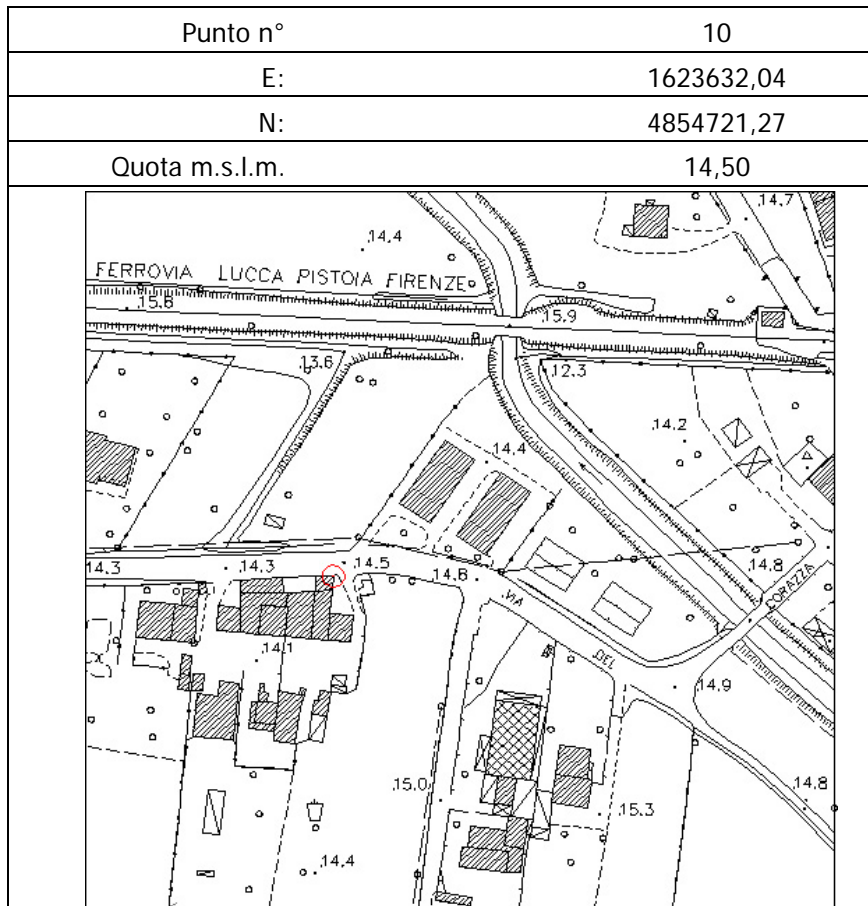 Punto n° 10
E: 1623632,04
N: 4854721,27
Quota m.s.l.m. 14,50
14.7
14.4
FERROVIA LUCCA PISTOIA FIRENZE
15.8
15.9
13.6
12.3
14.2
14.4
14.3
14.3
14.5
14.6
14.8
VIA
DEL
CORAZZA
14.1
14.9
15.0
14.8
15.3
14.4